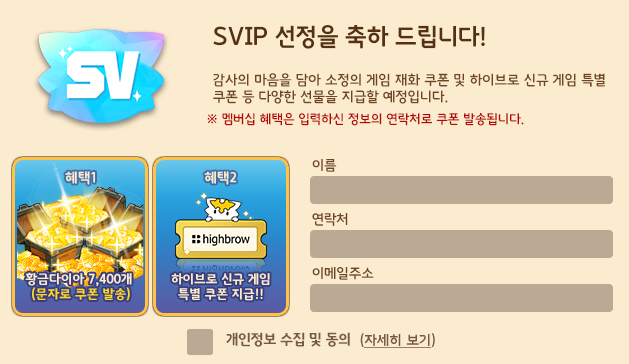 SV
SVIP 선정을 축하 드립니다!
감사의 마음을 담아 소정의 게임 재화 쿠폰 및 하이브로 신규 게임 특별
쿠폰 등 다양한 선물을 지급할 예정입니다.
※ 멤버십 혜택은 입력하신 정보의 연락처로 쿠폰 발송됩니다.
혜택1
황금다이아 7,400개
(문자로 쿠폰 발송)
혜택2
highbrow
하이브로 신규 게임
특별 쿠폰 지급!!
이름
연락처
이메일주소
개인정보 수집 및 동의 (자세히 보기)